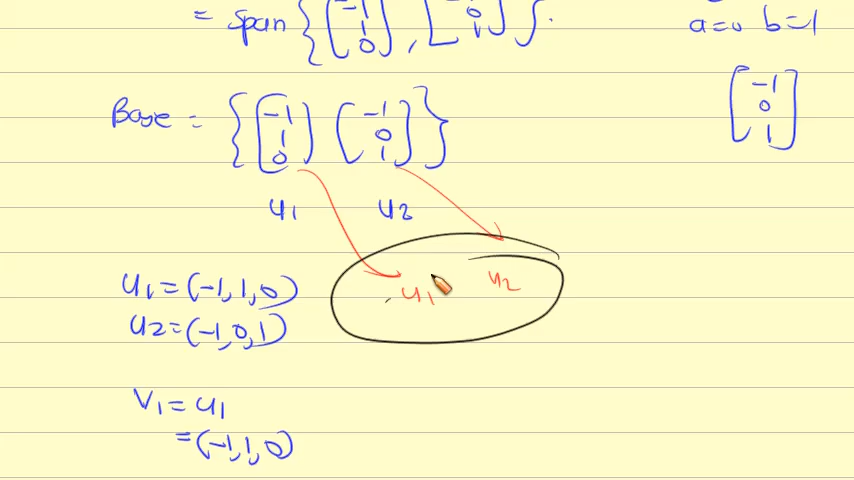 = span { [-1 1 0], [-1 0 1] }.
a=0 b=1
[-1 0 1]
Base = { [-1 1 0] [-1 0 1] }
u1 u2
u1 u2
u1 = (-1, 1, 0)
u2 = (-1, 0, 1)
v1 = u1
= (-1, 1, 0)